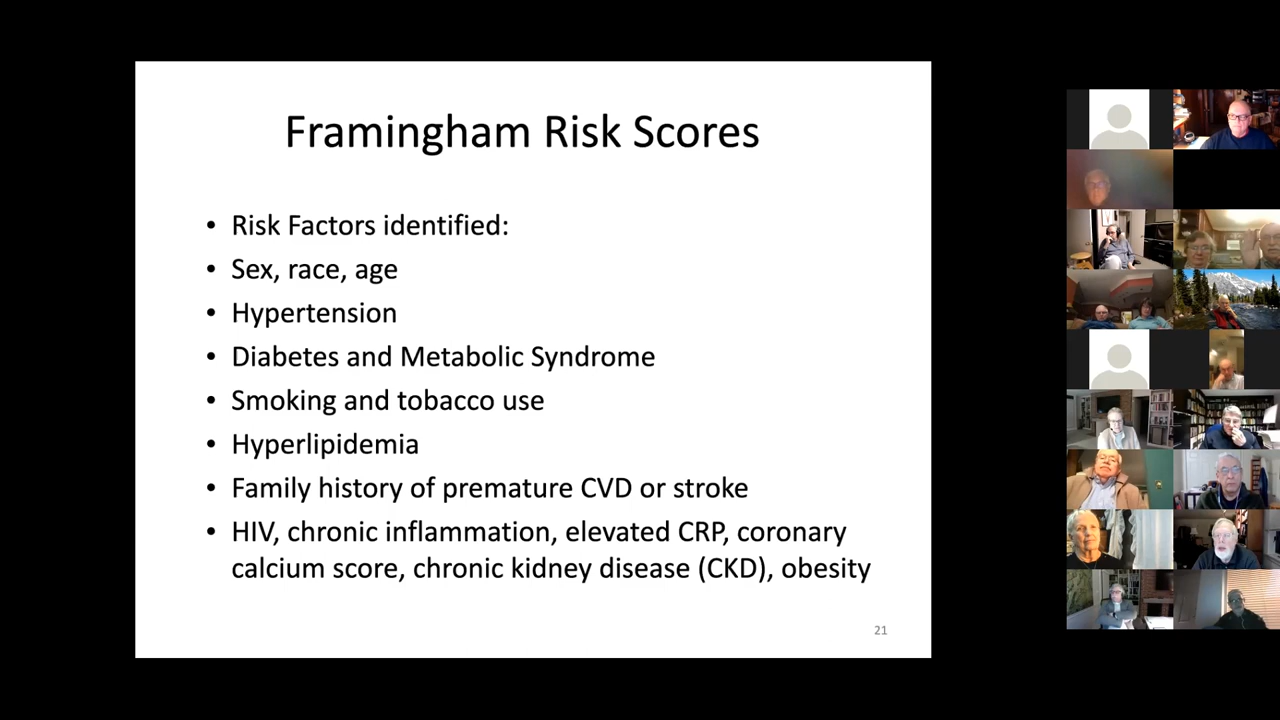 Framingham Risk Scores
• Risk Factors identified:
• Sex, race, age
• Hypertension
• Diabetes and Metabolic Syndrome
• Smoking and tobacco use
• Hyperlipidemia
• Family history of premature CVD or stroke
• HIV, chronic inflammation, elevated CRP, coronary
calcium score, chronic kidney disease (CKD), obesity
21